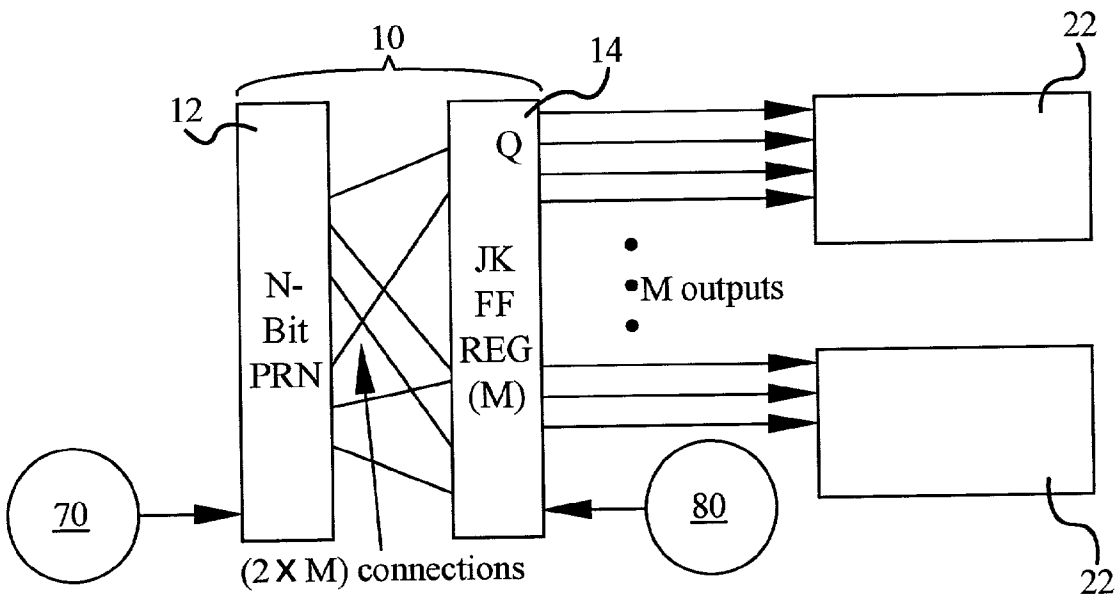 10
14
22
12
Q
N-
Bit
PRN
JK
FF
REG
(M)
M outputs
70
80
(2 X M) connections
22